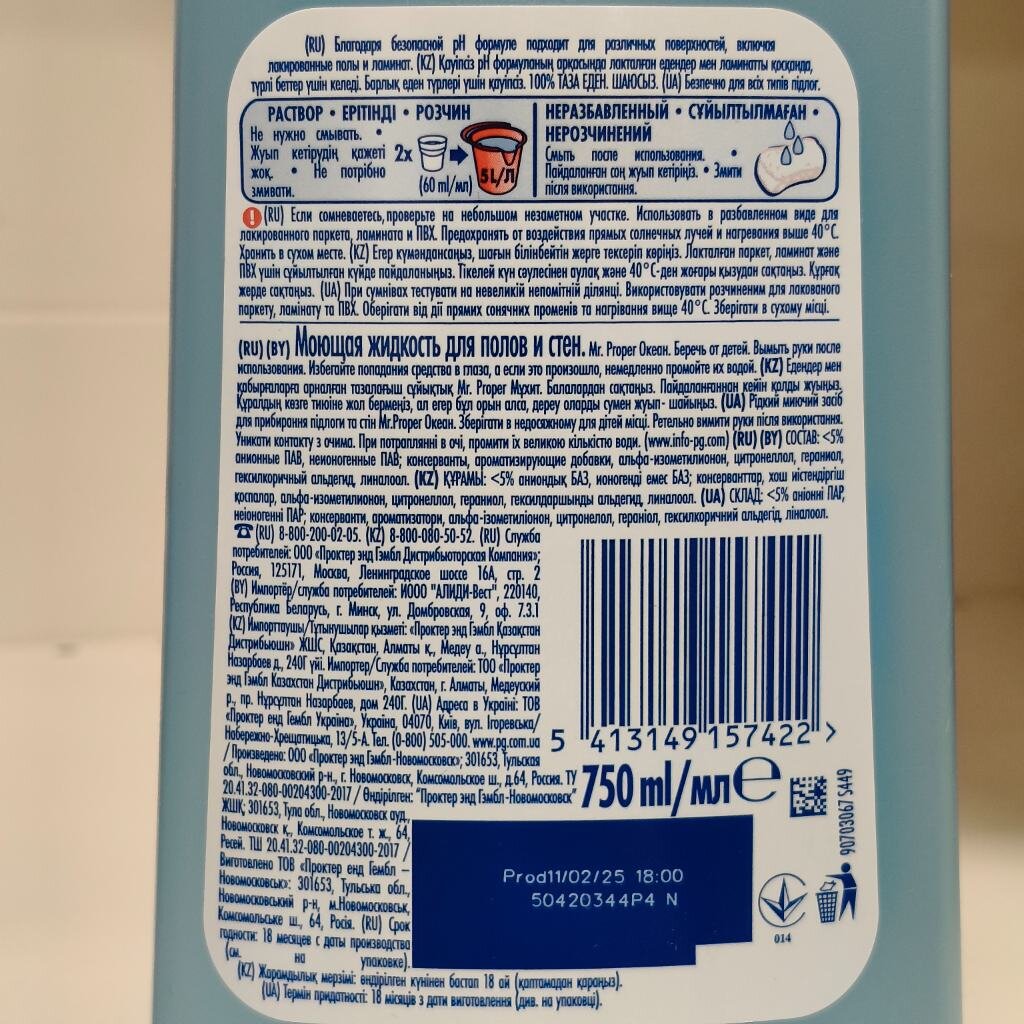 (RU) Благодаря безопасной pH формуле подходит для различных поверхностей, включая
лакированные полы и ламинат. (KZ) Қауіпсіз pH формуланың арқасында лакталған едендер мен ламинатты қосқанда,
түрлі беттер үшін келеді. Барлық еден түрлері үшін қауіпсіз. 100% ТАЗА ЕДЕН. ШАЮСЫЗ. (UA) Безпечно для всіх типів підлог.
РАСТВОР • ЕРІТІНДІ • РОЗЧИН
Не нужно смывать. •
Жуып кетірудің қажеті
жоқ. • Не потрібно
змивати.
2x
(60 ml/мл)
5L/Л
НЕРАЗБАВЛЕННЫЙ • СҰЙЫЛТЫЛМАҒАН •
НЕРОЗЧИНЕНИЙ
Смыть после использования. •
Пайдаланған соң жуып кетіріңіз. • Змити
після використання.
(RU) Если сомневаетесь, проверьте на небольшом незаметном участке. Использовать в разбавленном виде для
лакированного паркета, ламината и ПВХ. Предохранять от воздействия прямых солнечных лучей и нагревания выше 40°C.
Хранить в сухом месте. (KZ) Егер күмәндансаңыз, шағын білінбейтін жерге тексеріп көріңіз. Лакталған паркет, ламинат және
ПВХ үшін сұйылтылған күйде пайдаланыңыз. Тікелей күн сәулесінен аулақ және 40°C-ден жоғары қызудан сақтаңыз. Құрғақ
жерде сақтаңыз. (UA) При сумнівах тестувати на невеликій непомітній ділянці. Використовувати розчиненим для лакованого
паркету, ламінату та ПВХ. Оберігати від дії прямих сонячних променів та нагрівання вище 40°C. Зберігати в сухому місці.
(RU) (BY) Моющая жидкость для полов и стен. Mr. Proper Океан. Беречь от детей. Вымыть руки после
использования. Избегайте попадания средства в глаза, а если это произошло, немедленно промойте их водой. (KZ) Едендер мен
қабырғаларға арналған тазалағыш сұйықтық Mr. Proper Мұхит. Балалардан сақтаңыз. Пайдаланғаннан кейін қолды жуыңыз.
Құралдың көзге тиюіне жол бермеңіз, ал егер бұл орын алса, дереу оларды сумен жуып- шайыңыз. (UA) Рідкий миючий засіб
для прибирання підлоги та стін Mr.Proper Океан. Зберігати в недосяжному для дітей місці. Ретельно вимити руки після використання.
Уникати контакту з очима. При потраплянні в очі, промити їх великою кількістю води. (www.info-pg.com) (RU) (BY) СОСТАВ: <5%
анионные ПАВ, неионогенные ПАВ; консерванты, ароматизирующие добавки, альфа-изометилионон, цитронеллол, гераниол,
гексилкоричный альдегид, линалоол. (KZ) ҚҰРАМЫ: <5% аниондық БАЗ, ионогенді емес БАЗ; консерванттар, хош иістендіргіш
қоспалар, альфа-изометилионон, цитронеллол, гераниол, гексилдаршынды альдегид, линалоол. (UA) СКЛАД: <5% аніонні ПАР,
неіоногенні ПАР; консерванти, ароматизатори, альфа-ізометиліонон, цитронелол, гераніол, гексилкоричний альдегід, ліналоол.
(RU) 8-800-200-02-05. (KZ) 8-800-080-50-52. (RU) Служба
потребителей: ООО «Проктер энд Гэмбл Дистрибьюторская Компания»;
Россия, 125171, Москва, Ленинградское шоссе 16А, стр. 2
(BY) Импортёр/служба потребителей: ИООО "АЛИДИ-Вест", 220140,
Республика Беларусь, г. Минск, ул. Домбровская, 9, оф. 7.3.1
(KZ) Импорттаушы/Тұтынушылар қызметі: «Проктер энд Гэмбл Қазақстан
Дистрибьюшн» ЖШС, Қазақстан, Алматы қ., Медеу а., Нұрсұлтан
Назарбаев д., 240Г үйі. Импортер/Служба потребителей: ТОО «Проктер
энд Гэмбл Казахстан Дистрибьюшн», Казахстан, г. Алматы, Медеуский
р., пр. Нурсултан Назарбаев, дом 240Г. (UA) Адреса в Україні: ТОВ
«Проктер енд Гембл Україна», Україна, 04070, Київ, вул. Ігоревська/
Набережно-Хрещатицька, 13/5-А. Тел. (0-800) 505-000. www.pg.com.ua
/ Произведено: ООО «Проктер энд Гэмбл-Новомосковск»; 301653, Тульская
обл., Новомосковский р-н., г. Новомосковск, Комсомольское ш., д.64, Россия. ТУ
20.41.32-080-00204300-2017 / Өндірілген: "Проктер энд Гэмбл-Новомосковск"
ЖШҚ; 301653, Тула обл., Новомосковск ауд.,
Новомосковск қ., Комсомольское т. ж., 64,
Ресей. ТШ 20.41.32-080-00204300-2017 /
Виготовлено ТОВ «Проктер енд Гембл –
Новомосковськ»: 301653, Тульська обл.,
Новомосковський р-н, м.Новомосковськ,
Комсомольське ш., 64, Росія. (RU) Срок
годности: 18 месяцев с даты производства
(см. на упаковке).
(KZ) Жарамдылық мерзімі: өндірілген күнінен бастап 18 ай (қаптамадан қараңыз).
(UA) Термін придатності: 18 місяців з дати виготовлення (див. на упаковці).
5 413149 157422 >
750 ml/мл e
90703067 S449
Prod11/02/25 18:00
50420344P4 N
014